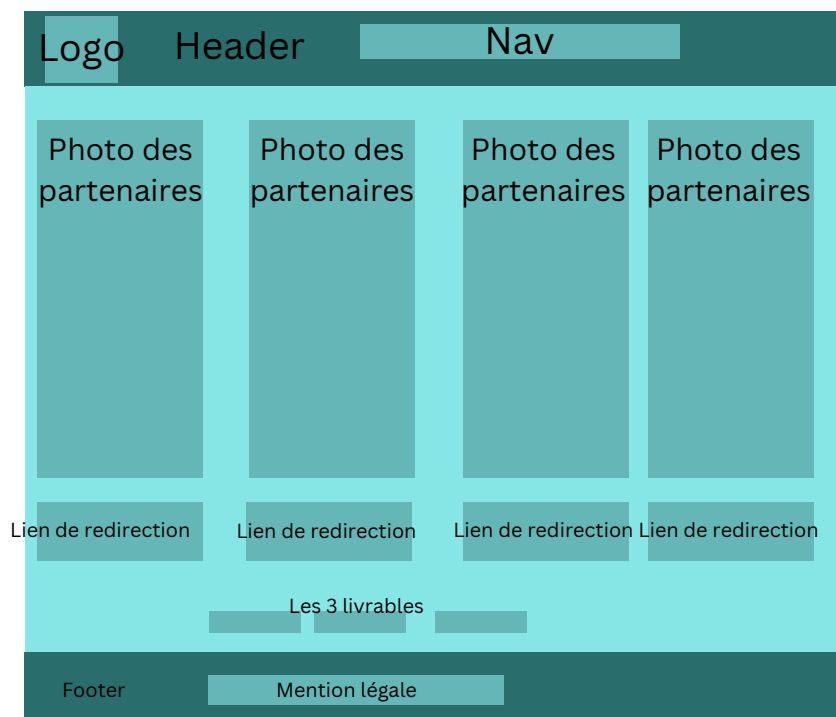 Logo
Header
Nav
Photo des
partenaires
Photo des
partenaires
Photo des
partenaires
Photo des
partenaires
Lien de redirection
Lien de redirection
Lien de redirection
Lien de redirection
Les 3 livrables
Footer
Mention légale